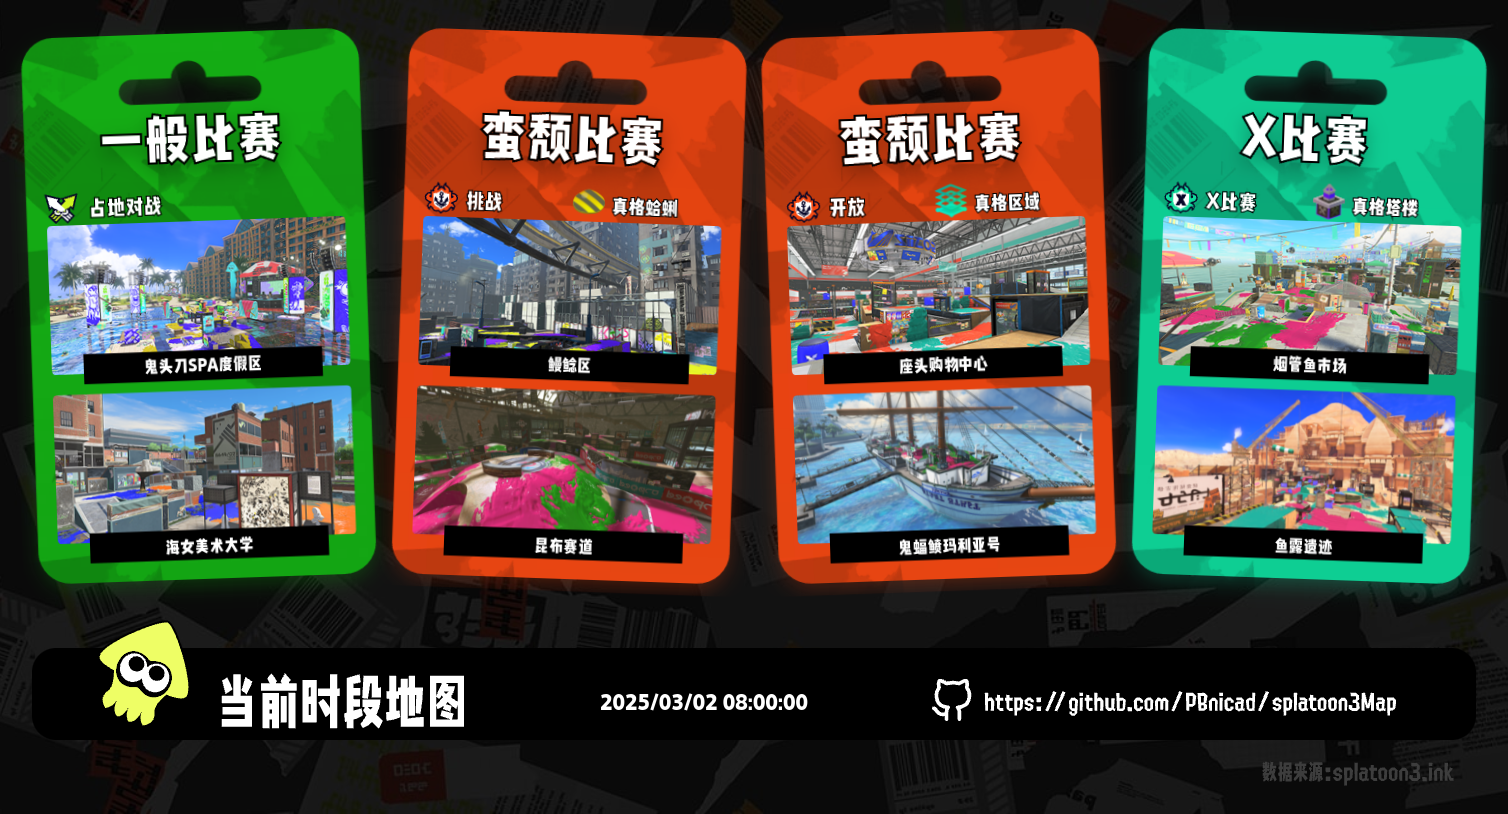 一般比赛
占地对战
鬼头刀SPA度假区
海女美术大学
蛮颓比赛
挑战
真格蛤蜊
鳗鲶区
昆布赛道
蛮颓比赛
开放
真格区域
座头购物中心
鬼蝠鲼玛利亚号
X比赛
X比赛
真格塔楼
烟管鱼市场
鱼露遗迹
当前时段地图
2025/03/02 08:00:00
https://github.com/PBnicad/splatoon3Map
数据来源:splatoon3.ink